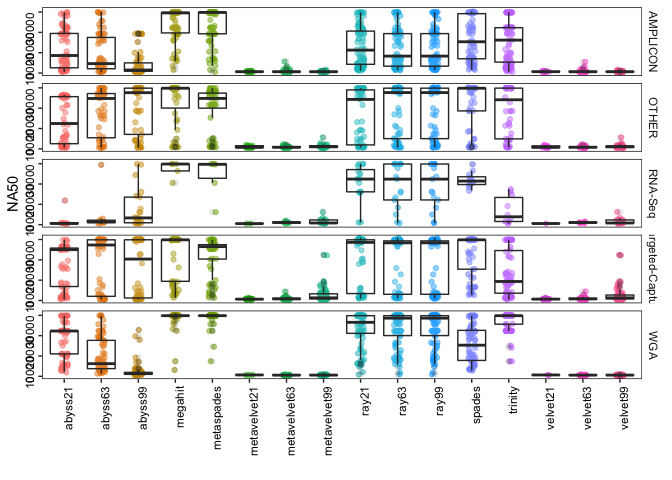 NA50
AMPLICON
OTHER
RNA-Seq
rgeted-Captu
WGA
abyss21
abyss63
abyss99
megahit
metaspades
metavelvet21
metavelvet63
metavelvet99
ray21
ray63
ray99
spades
trinity
velvet21
velvet63
velvet99